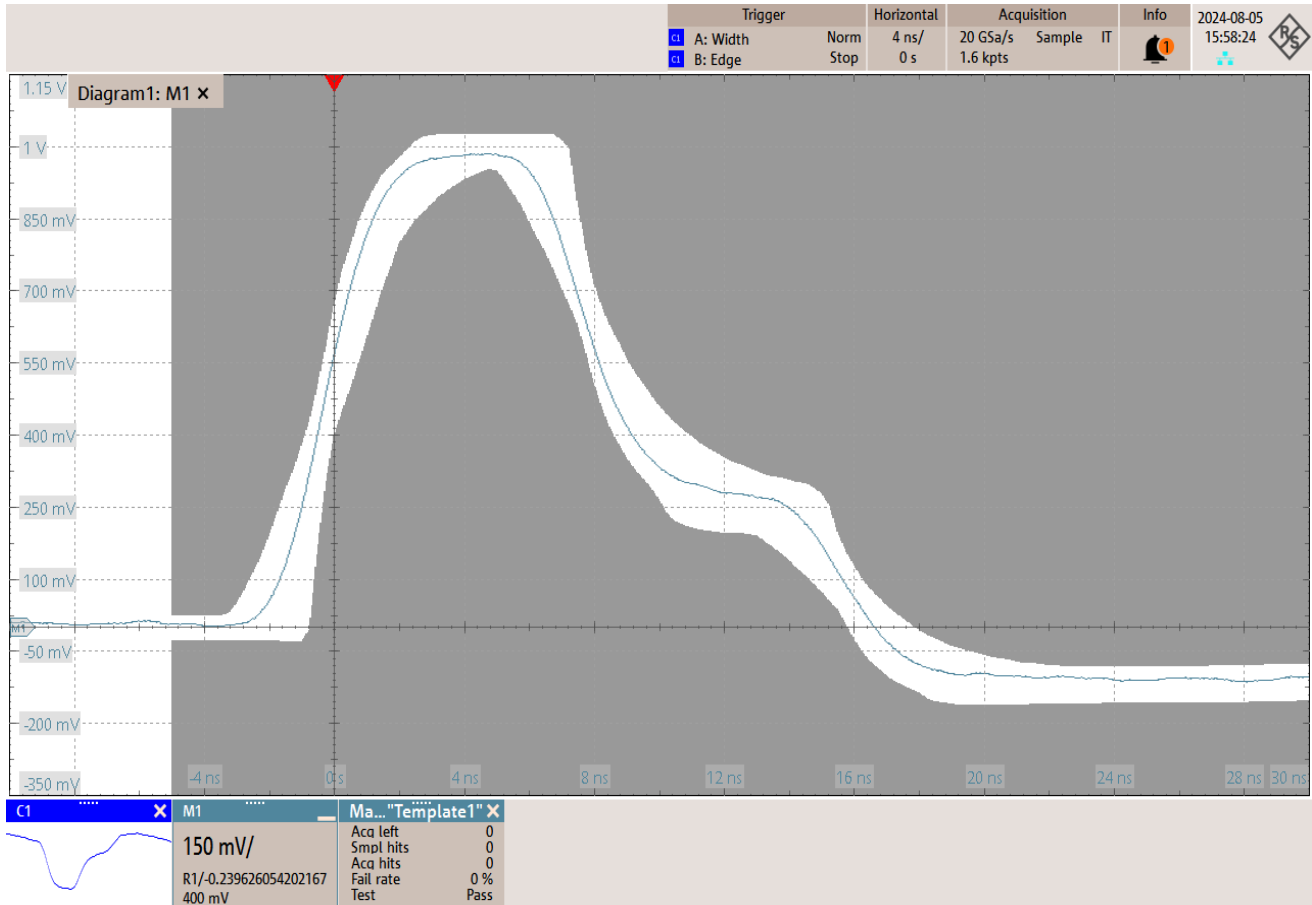 Trigger
Horizontal
Acquisition
Info
2024-08-05
C1 A: Width Norm
4 ns/
20 GSa/s Sample IT
1
15:58:24
C1 B: Edge Stop
0 s
1.6 kpts
R/S
1.15 V
Diagram1: M1 ×
1 V
850 mV
700 mV
550 mV
400 mV
250 mV
100 mV
M1
-50 mV
-200 mV
-350 mV
-4 ns
0 s
4 ns
8 ns
12 ns
16 ns
20 ns
24 ns
28 ns
30 ns
C1
M1
150 mV/
R1/-0.239626054202167
400 mV
Ma..."Template1"
Acq left 0
Smpl hits 0
Acq hits 0
Fail rate 0 %
Test Pass